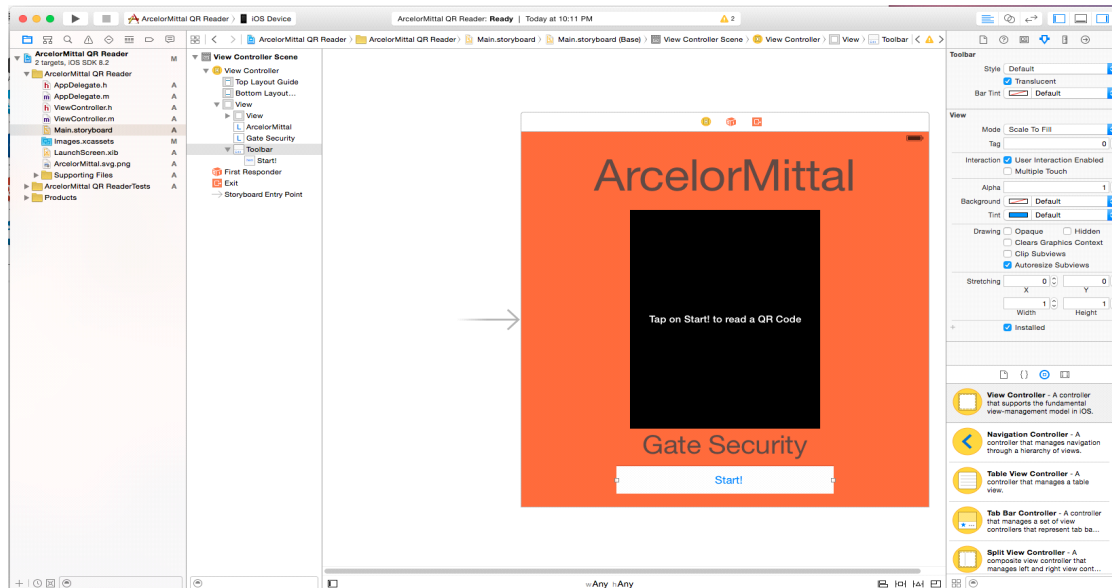 ArcelorMittal QR Reader iOS Device
ArcelorMittal QR Reader: Ready | Today at 10:11 PM
2
ArcelorMittal QR Reader
2 targets, iOS SDK 8.2
M
ArcelorMittal QR Reader
h AppDelegate.h A
m AppDelegate.m A
h ViewController.h A
m ViewController.m A
Main.storyboard A
Images.xcassets M
LaunchScreen.xib A
ArcelorMittal.svg.png A
Supporting Files A
ArcelorMittal QR ReaderTests A
Products
ArcelorMittal QR Reader ArcelorMittal QR Reader Main.storyboard Main.storyboard (Base) View Controller Scene View Controller View Toolbar
View Controller Scene
View Controller
Top Layout Guide
Bottom Layout...
View
View
L ArcelorMittal
L Gate Security
Toolbar
Start!
First Responder
Exit
Storyboard Entry Point
ArcelorMittal
Tap on Start! to read a QR Code
Gate Security
Start!
wAny hAny
Toolbar
Style Default
Translucent
Bar Tint Default
View
Mode Scale To Fill
Tag 0
Interaction User Interaction Enabled
Multiple Touch
Alpha 1
Background Default
Tint Default
Drawing Opaque Hidden
Clears Graphics Context
Clip Subviews
Autoresize Subviews
Stretching 0 0
X Y
1 1
Width Height
+ Installed
View Controller - A controller
that supports the fundamental
view-management model in iOS.
Navigation Controller - A
controller that manages navigation
through a hierarchy of views.
Table View Controller - A
controller that manages a table
view.
Tab Bar Controller - A controller
that manages a set of view
controllers that represent tab ba...
Split View Controller - A
composite view controller that
manages left and right view cont...